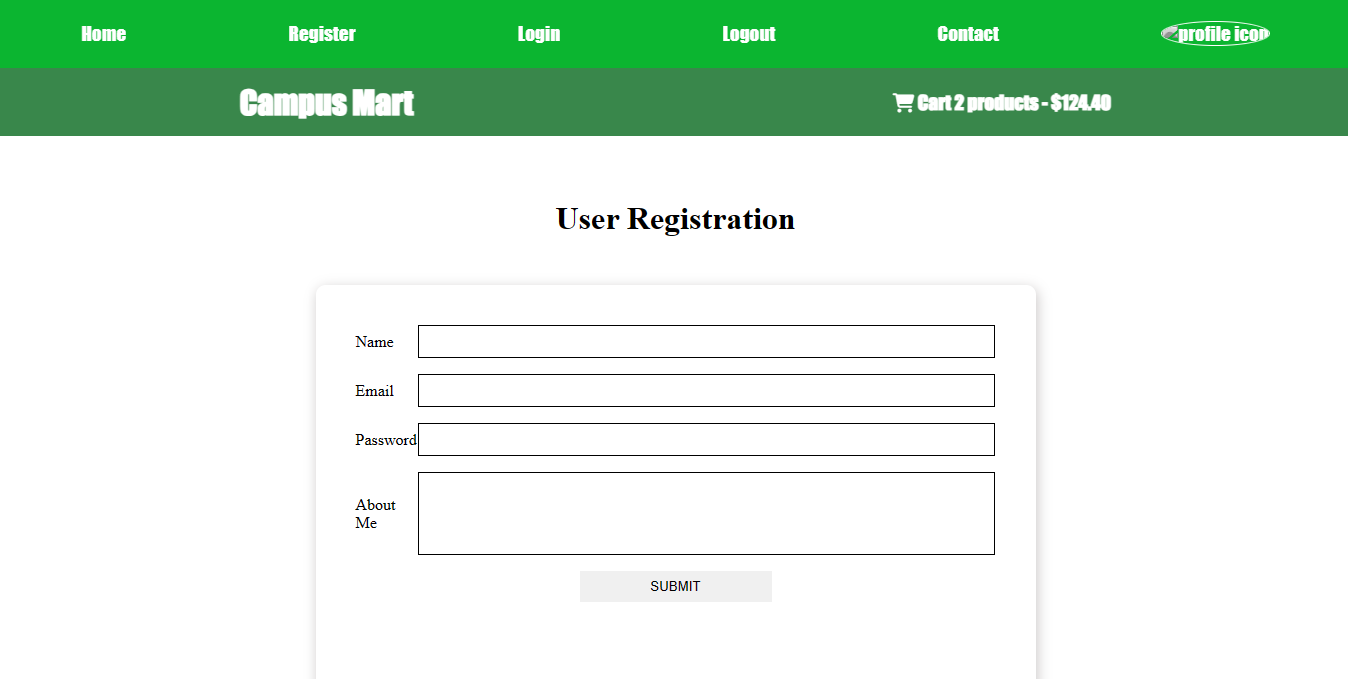 Home Register Login Logout Contact profile icon
Campus Mart Cart 2 products - $124.40
User Registration
Name
Email
Password
About
Me
SUBMIT